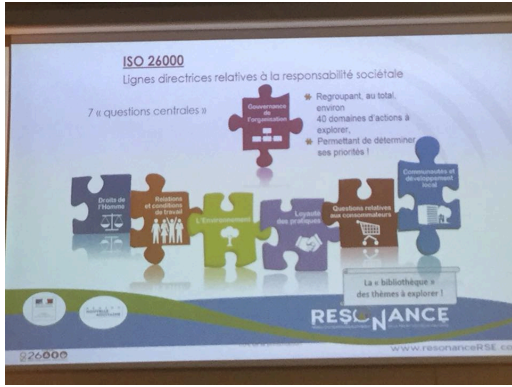 ISO 26000
Lignes directrices relatives à la responsabilité sociétale
7 « questions centrales »
Gouvernance
de
l'organisation
Regroupant, au total,
environ
40 domaines d'actions à
explorer,
Permettant de déterminer
ses priorités !
Droits de
l'Homme
Relations
et conditions
de travail
L'Environnement
Loyauté
des pratiques
Questions relatives
aux consommateurs
Communautés et
développement
local
La « bibliothèque »
des thèmes à explorer !
RESONANCE
26000
www.resonanceRSE.co